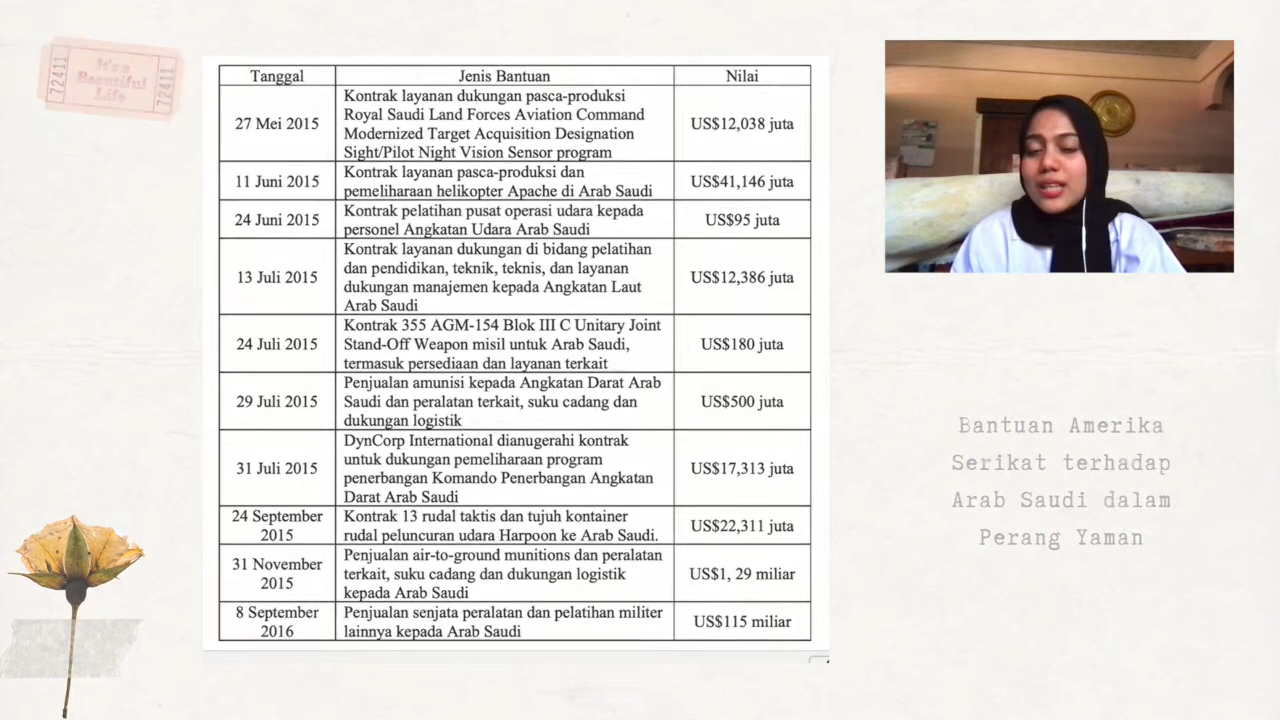 It's a
Beautiful
Life
72411
72411
Tanggal
Jenis Bantuan
Nilai
27 Mei 2015
Kontrak layanan dukungan pasca-produksi
Royal Saudi Land Forces Aviation Command
Modernized Target Acquisition Designation
Sight/Pilot Night Vision Sensor program
US$12,038 juta
11 Juni 2015
Kontrak layanan pasca-produksi dan
pemeliharaan helikopter Apache di Arab Saudi
US$41,146 juta
24 Juni 2015
Kontrak pelatihan pusat operasi udara kepada
personel Angkatan Udara Arab Saudi
US$95 juta
13 Juli 2015
Kontrak layanan dukungan di bidang pelatihan
dan pendidikan, teknik, teknis, dan layanan
dukungan manajemen kepada Angkatan Laut
Arab Saudi
US$12,386 juta
24 Juli 2015
Kontrak 355 AGM-154 Blok III C Unitary Joint
Stand-Off Weapon misil untuk Arab Saudi,
termasuk persediaan dan layanan terkait
US$180 juta
29 Juli 2015
Penjualan amunisi kepada Angkatan Darat Arab
Saudi dan peralatan terkait, suku cadang dan
dukungan logistik
US$500 juta
31 Juli 2015
DynCorp International dianugerahi kontrak
untuk dukungan pemeliharaan program
penerbangan Komando Penerbangan Angkatan
Darat Arab Saudi
US$17,313 juta
24 September
2015
Kontrak 13 rudal taktis dan tujuh kontainer
rudal peluncuran udara Harpoon ke Arab Saudi.
US$22,311 juta
31 November
2015
Penjualan air-to-ground munitions dan peralatan
terkait, suku cadang dan dukungan logistik
kepada Arab Saudi
US$1, 29 miliar
8 September
2016
Penjualan senjata peralatan dan pelatihan militer
lainnya kepada Arab Saudi
US$115 miliar
Bantuan Amerika
Serikat terhadap
Arab Saudi dalam
Perang Yaman